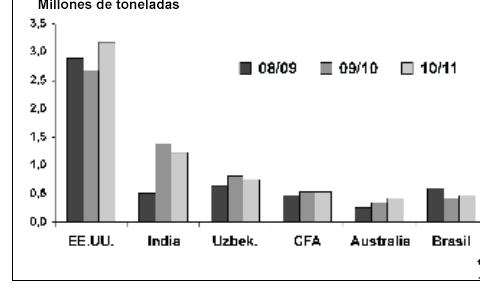 Millones de toneladas
3,5
3,0
2,5
2,0
1,5
1,0
0,5
0,0
08/09 09/10 10/11
EE.UU. India Uzbek. CFA Australia Brasil